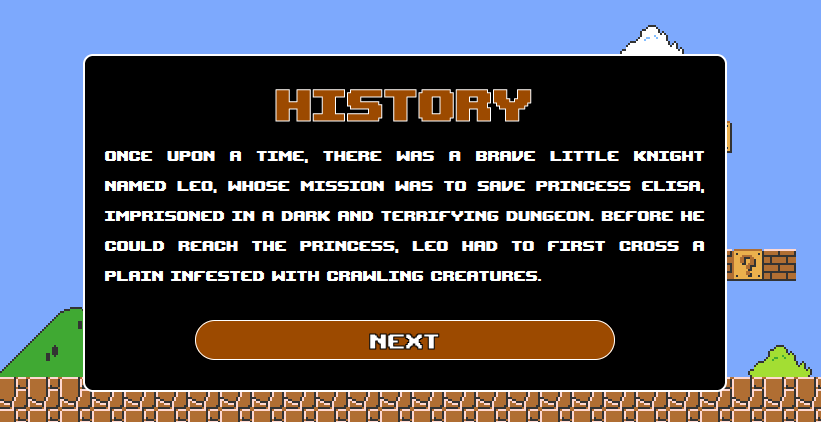 HISTORY
ONCE UPON A TIME, THERE WAS A BRAVE LITTLE KNIGHT
NAMED LEO, WHOSE MISSION WAS TO SAVE PRINCESS ELISA,
IMPRISONED IN A DARK AND TERRIFYING DUNGEON. BEFORE HE
COULD REACH THE PRINCESS, LEO HAD TO FIRST CROSS A
PLAIN INFESTED WITH CRAWLING CREATURES.
?
NEXT